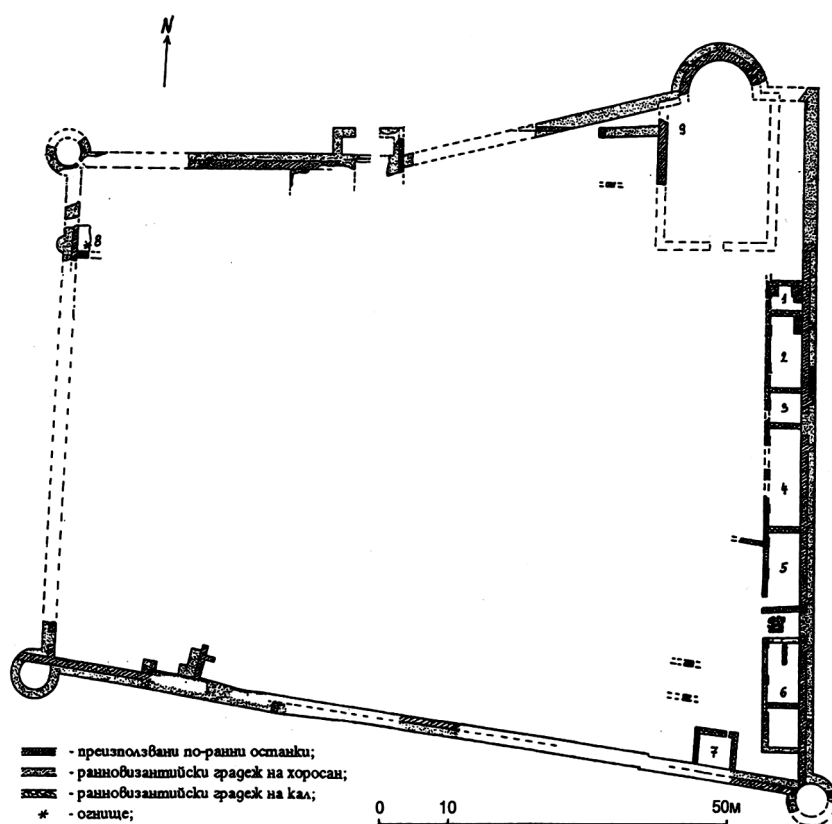 N
9
8
1
2
3
4
5
6
7
- преизползвани по-ранни останки;
- ранновизантийски градеж на хоросан;
- ранновизантийски градеж на кал;
* - огнище;
0 10 50м